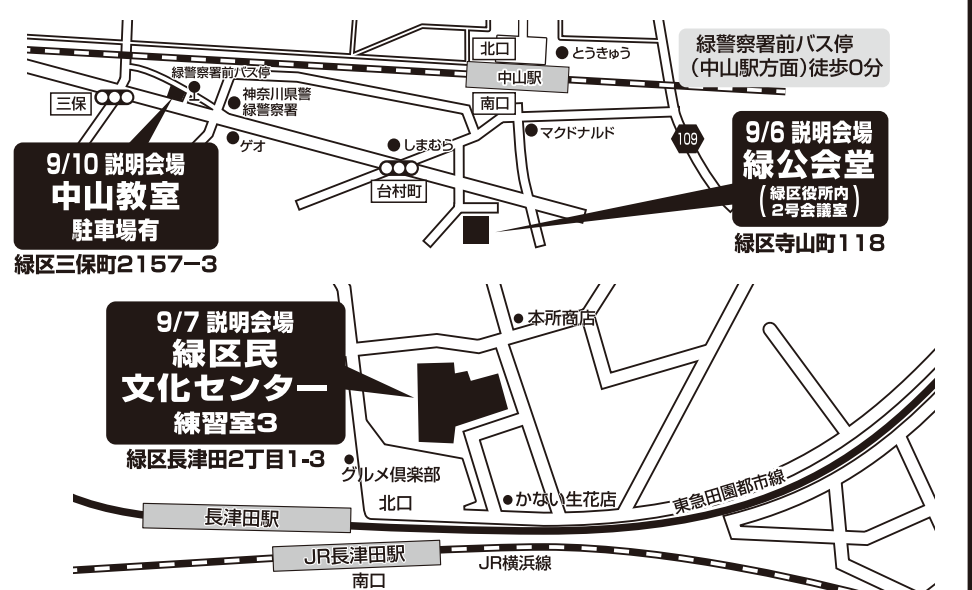 北口
とうきゅう
緑警察署前バス停
(中山駅方面)徒歩0分
中山駅
緑警察署前バス停
三保
神奈川県警
緑警察署
南口
ゲオ
しまむら
マクドナルド
109
台村町
9/10 説明会場
中山教室
駐車場有
緑区三保町2157-3
9/6 説明会場
緑公会堂
(緑区役所内
2号会議室)
緑区寺山町118
9/7 説明会場
緑区民
文化センター
練習室3
緑区長津田2丁目1-3
本所商店
グルメ倶楽部
北口
かない生花店
東急田園都市線
長津田駅
JR長津田駅
南口
JR横浜線